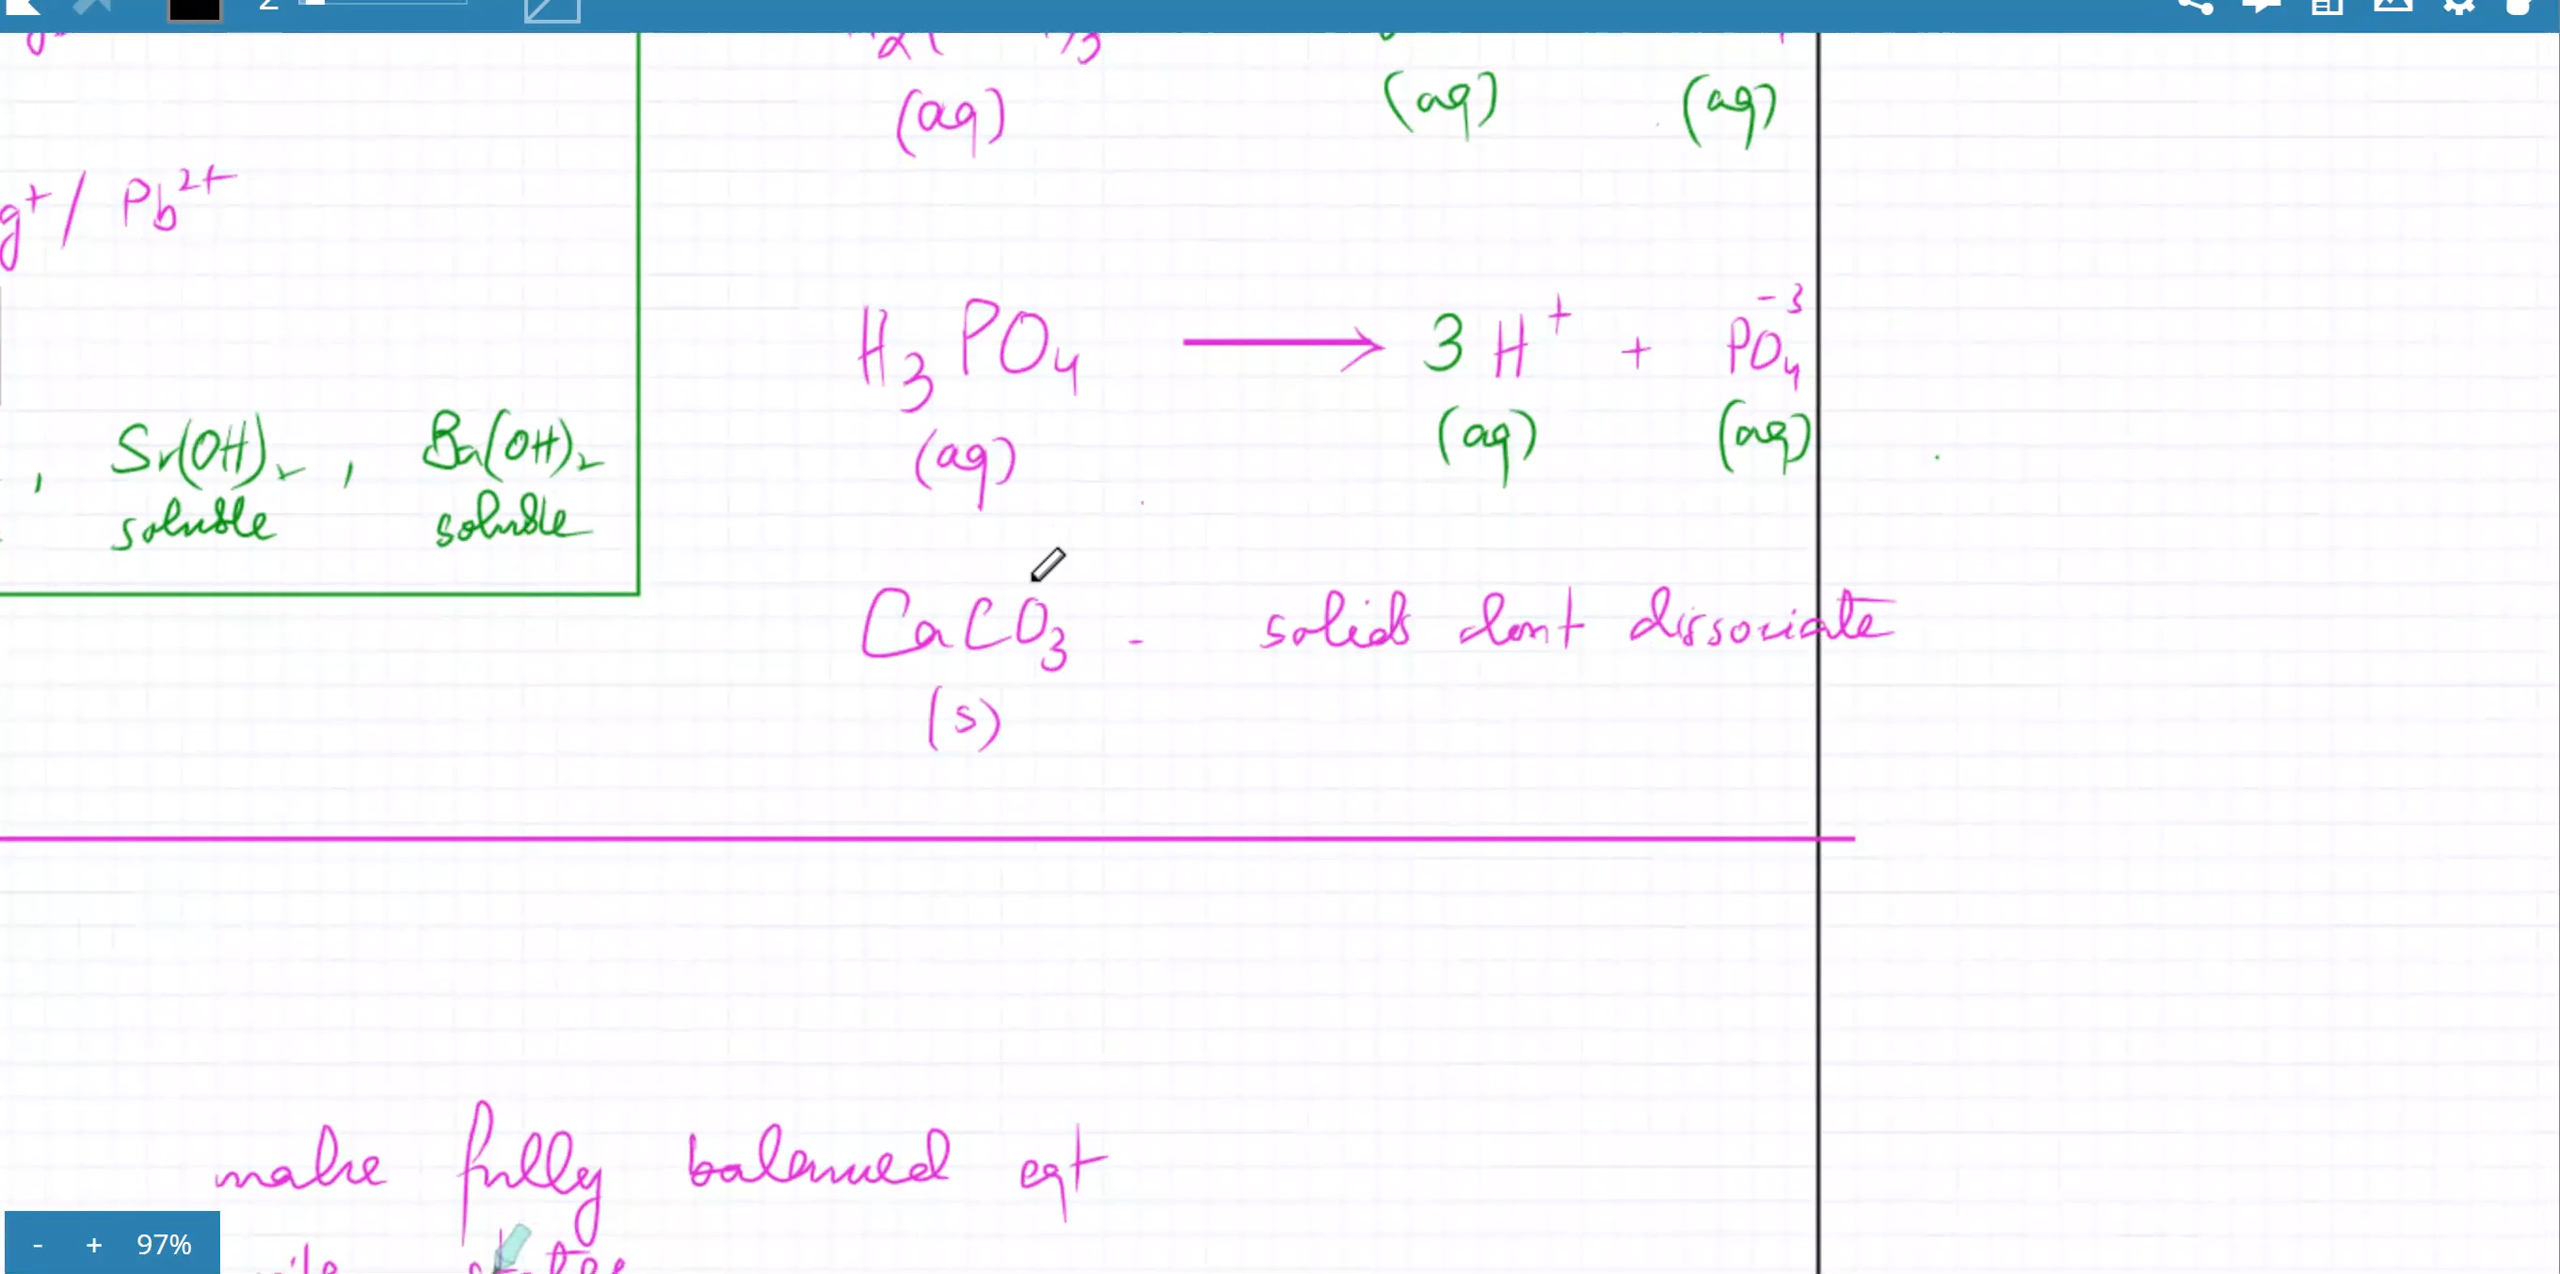 (aq) (aq) (aq)
g⁺ / Pb²⁺
H₃PO₄ ⟶ 3 H⁺ + PO₄⁻³
(aq) (aq) (aq)
, Sr(OH)₂ , Ba(OH)₂
soluble soluble
CaCO₃ - solids dont dissociate
(s)
make fully balanced eqt
- + 97%